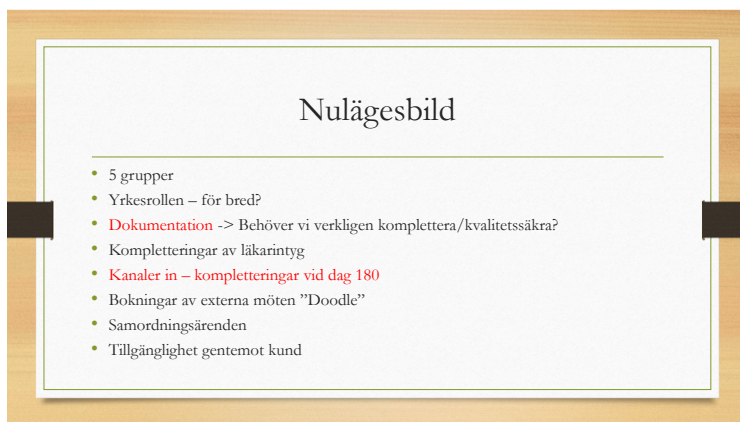 Nulägesbild
• 5 grupper
• Yrkesrollen – för bred?
• Dokumentation -> Behöver vi verkligen komplettera/kvalitetssäkra?
• Kompletteringar av läkarintyg
• Kanaler in – kompletteringar vid dag 180
• Bokningar av externa möten ”Doodle”
• Samordningsärenden
• Tillgänglighet gentemot kund